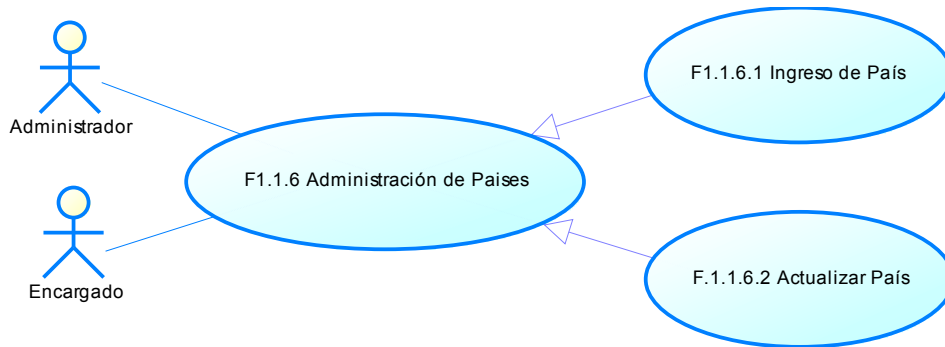 Administrador
Encargado
F1.1.6 Administración de Paises
F1.1.6.1 Ingreso de País
F.1.1.6.2 Actualizar País